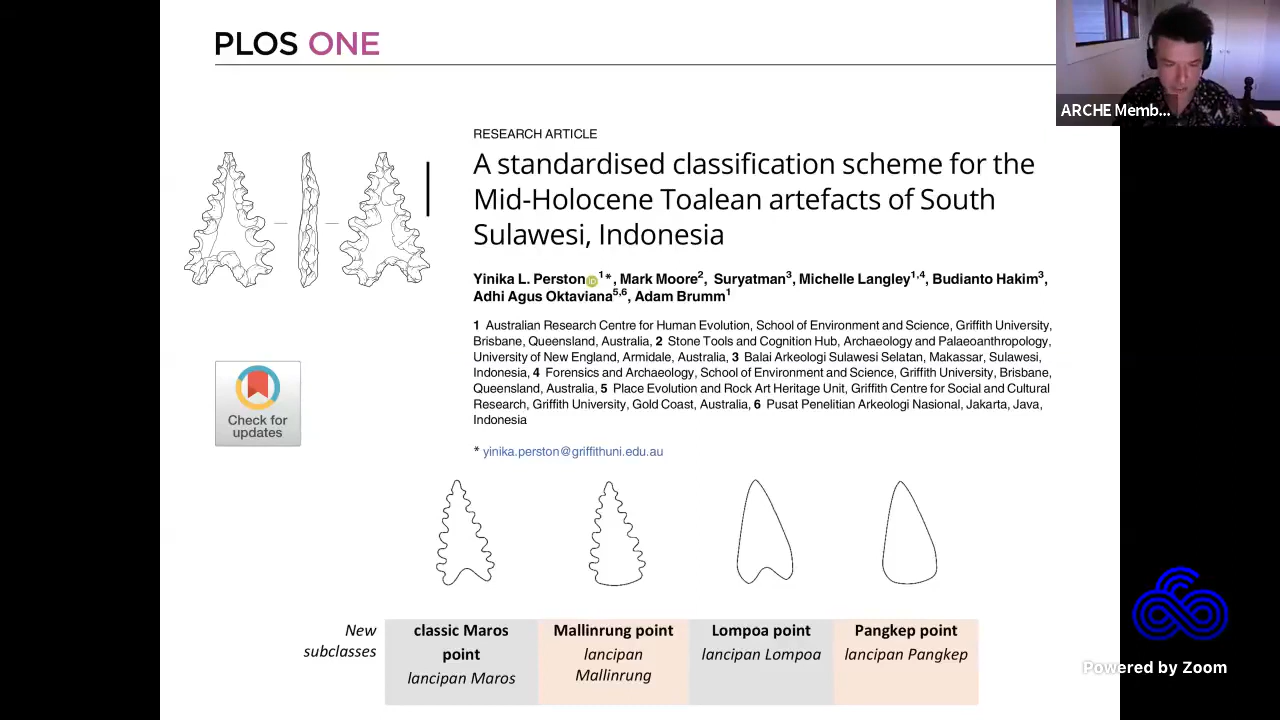 PLOS ONE
ARCHE Memb...
RESEARCH ARTICLE
A standardised classification scheme for the
Mid-Holocene Toalean artefacts of South
Sulawesi, Indonesia
Yinika L. Perston iD 1*, Mark Moore2, Suryatman3, Michelle Langley1,4, Budianto Hakim3,
Adhi Agus Oktaviana5,6, Adam Brumm1
1 Australian Research Centre for Human Evolution, School of Environment and Science, Griffith University,
Brisbane, Queensland, Australia, 2 Stone Tools and Cognition Hub, Archaeology and Palaeoanthropology,
University of New England, Armidale, Australia, 3 Balai Arkeologi Sulawesi Selatan, Makassar, Sulawesi,
Indonesia, 4 Forensics and Archaeology, School of Environment and Science, Griffith University, Brisbane,
Queensland, Australia, 5 Place Evolution and Rock Art Heritage Unit, Griffith Centre for Social and Cultural
Research, Griffith University, Gold Coast, Australia, 6 Pusat Penelitian Arkeologi Nasional, Jakarta, Java,
Indonesia
* yinika.perston@griffithuni.edu.au
Check for
updates
New
subclasses
classic Maros
point
lancipan Maros
Mallinrung point
lancipan
Mallinrung
Lompoa point
lancipan Lompoa
Pangkep point
lancipan Pangkep
Powered by Zoom